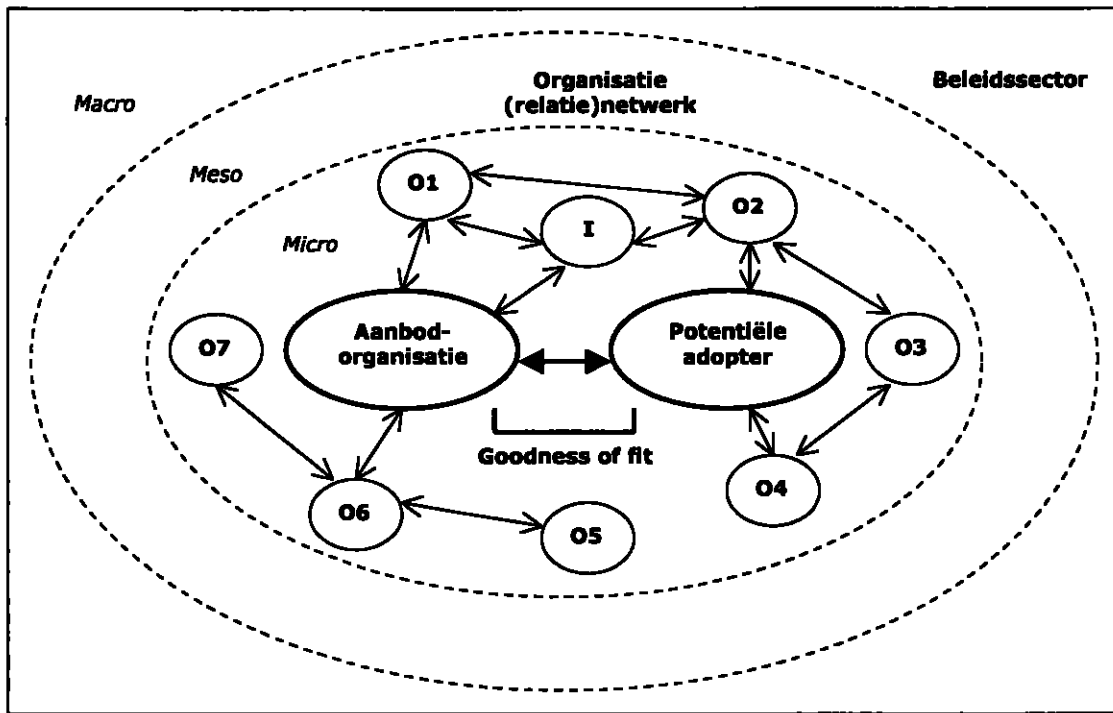 Macro
Organisatie
(relatie)netwerk
Beleidssector
Meso
O1
O2
I
Micro
O7
Aanbod-
organisatie
Potentiële
adopter
O3
Goodness of fit
O4
O6
O5